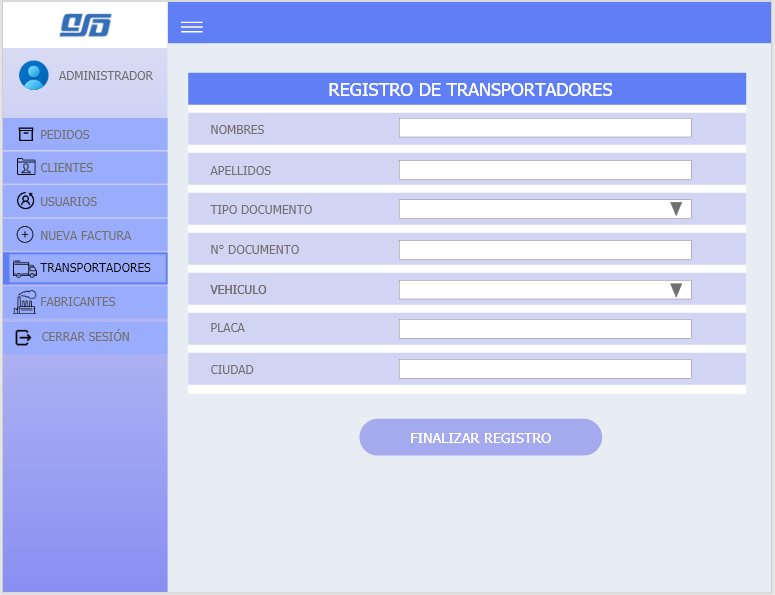 ADMINISTRADOR
PEDIDOS
CLIENTES
USUARIOS
NUEVA FACTURA
TRANSPORTADORES
FABRICANTES
CERRAR SESIÓN
REGISTRO DE TRANSPORTADORES
NOMBRES
APELLIDOS
TIPO DOCUMENTO
N° DOCUMENTO
VEHICULO
PLACA
CIUDAD
FINALIZAR REGISTRO